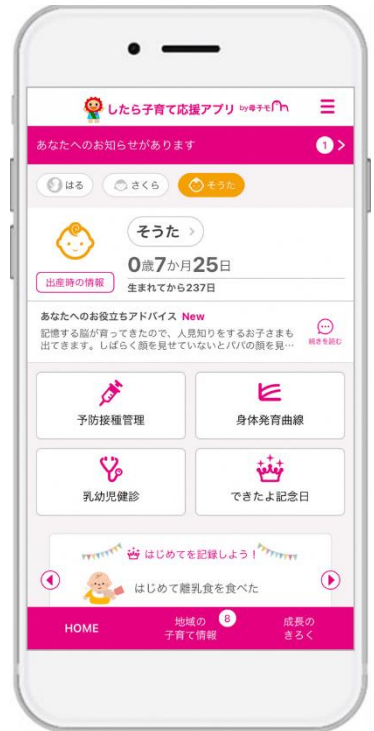 したら子育て応援アプリ by母子モ
あなたへのお知らせがあります 1
はる さくら そうた
そうた
0歳7か月25日
出産時の情報
生まれてから237日
あなたへのお役立ちアドバイス New
記憶する脳が育ってきたので、人見知りをするお子さまも
出てきます。しばらく顔を見せていないとパパの顔を見…
続きを読む
予防接種管理 身体発育曲線
乳幼児健診 できたよ記念日
はじめてを記録しよう!
はじめて離乳食を食べた
HOME
地域の 8
子育て情報
成長の
きろく